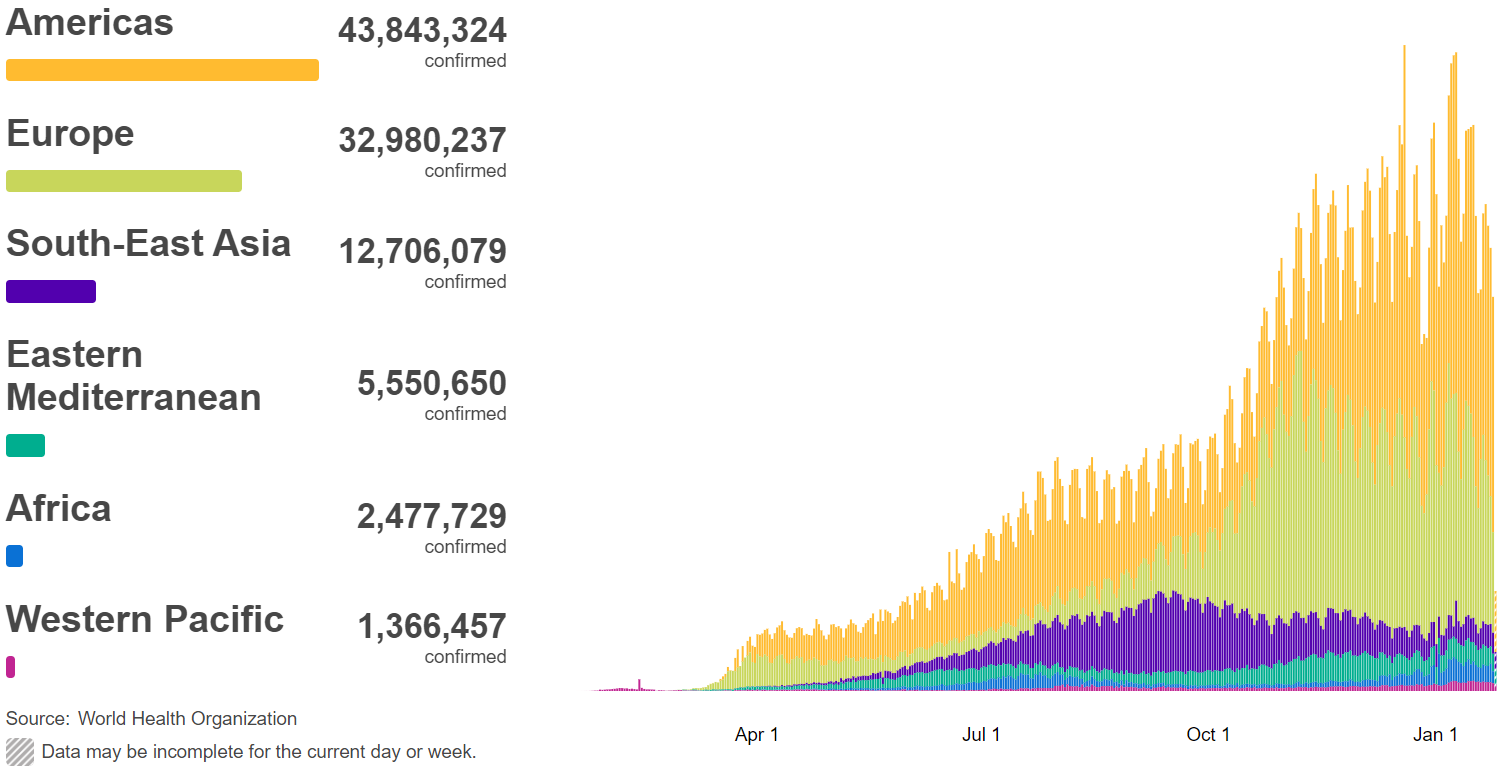 Americas
43,843,324
confirmed
Europe
32,980,237
confirmed
South-East Asia
12,706,079
confirmed
Eastern
Mediterranean
5,550,650
confirmed
Africa
2,477,729
confirmed
Western Pacific
1,366,457
confirmed
Source: World Health Organization
Data may be incomplete for the current day or week.
Apr 1 Jul 1 Oct 1 Jan 1